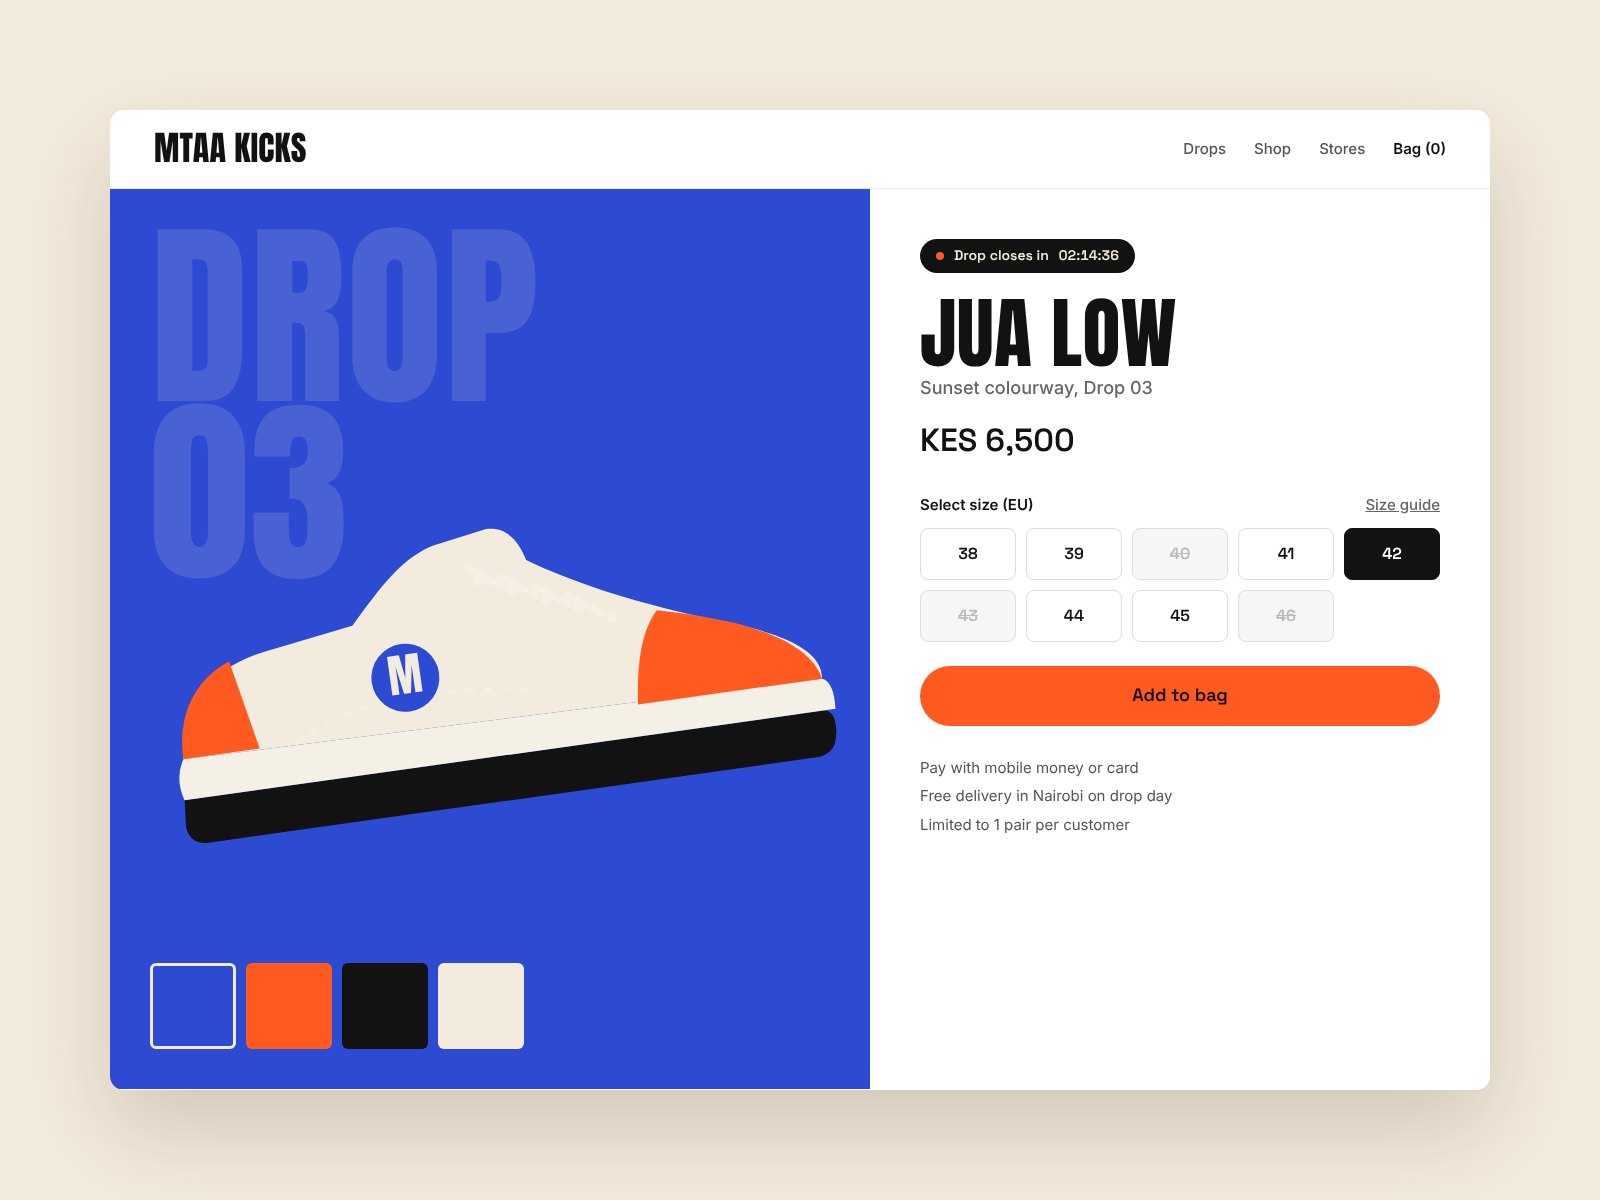 MTAA KICKS
Drops Shop Stores Bag (0)
DROP
03
M
Drop closes in 02:14:36
JUA LOW
Sunset colourway, Drop 03
KES 6,500
Select size (EU) Size guide
38 39 40 41 42
43 44 45 46
Add to bag
Pay with mobile money or card
Free delivery in Nairobi on drop day
Limited to 1 pair per customer